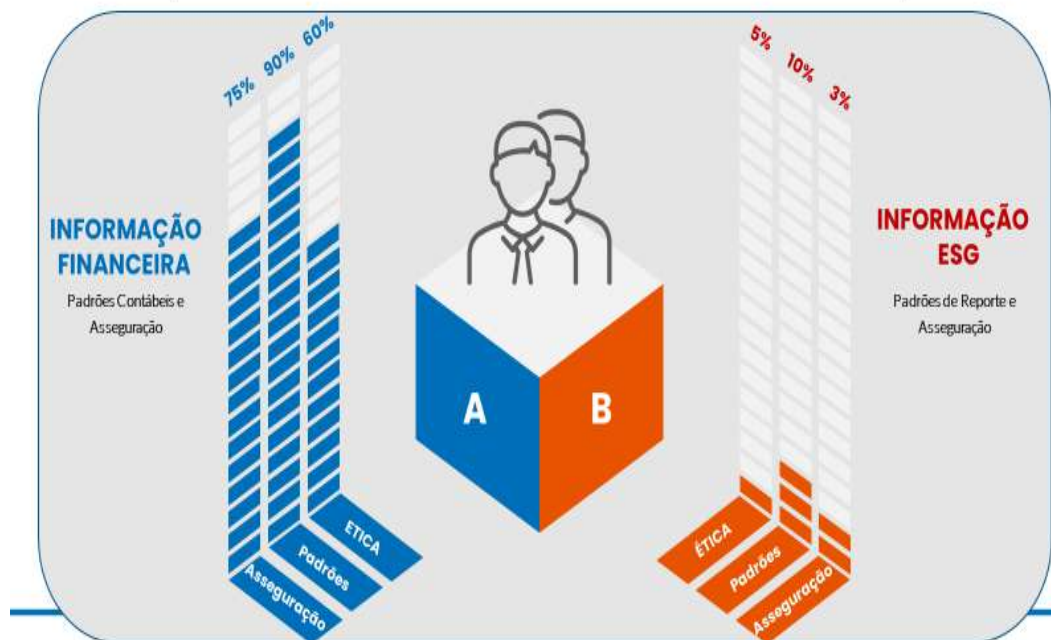 75%
90%
60%
INFORMAÇÃO
FINANCEIRA
Padrões Contábeis e
Asseguração
ETICA
Padrões
Asseguração
A
B
5%
10%
3%
INFORMAÇÃO
ESG
Padrões de Reporte e
Asseguração
ÉTICA
Padrões
Asseguração